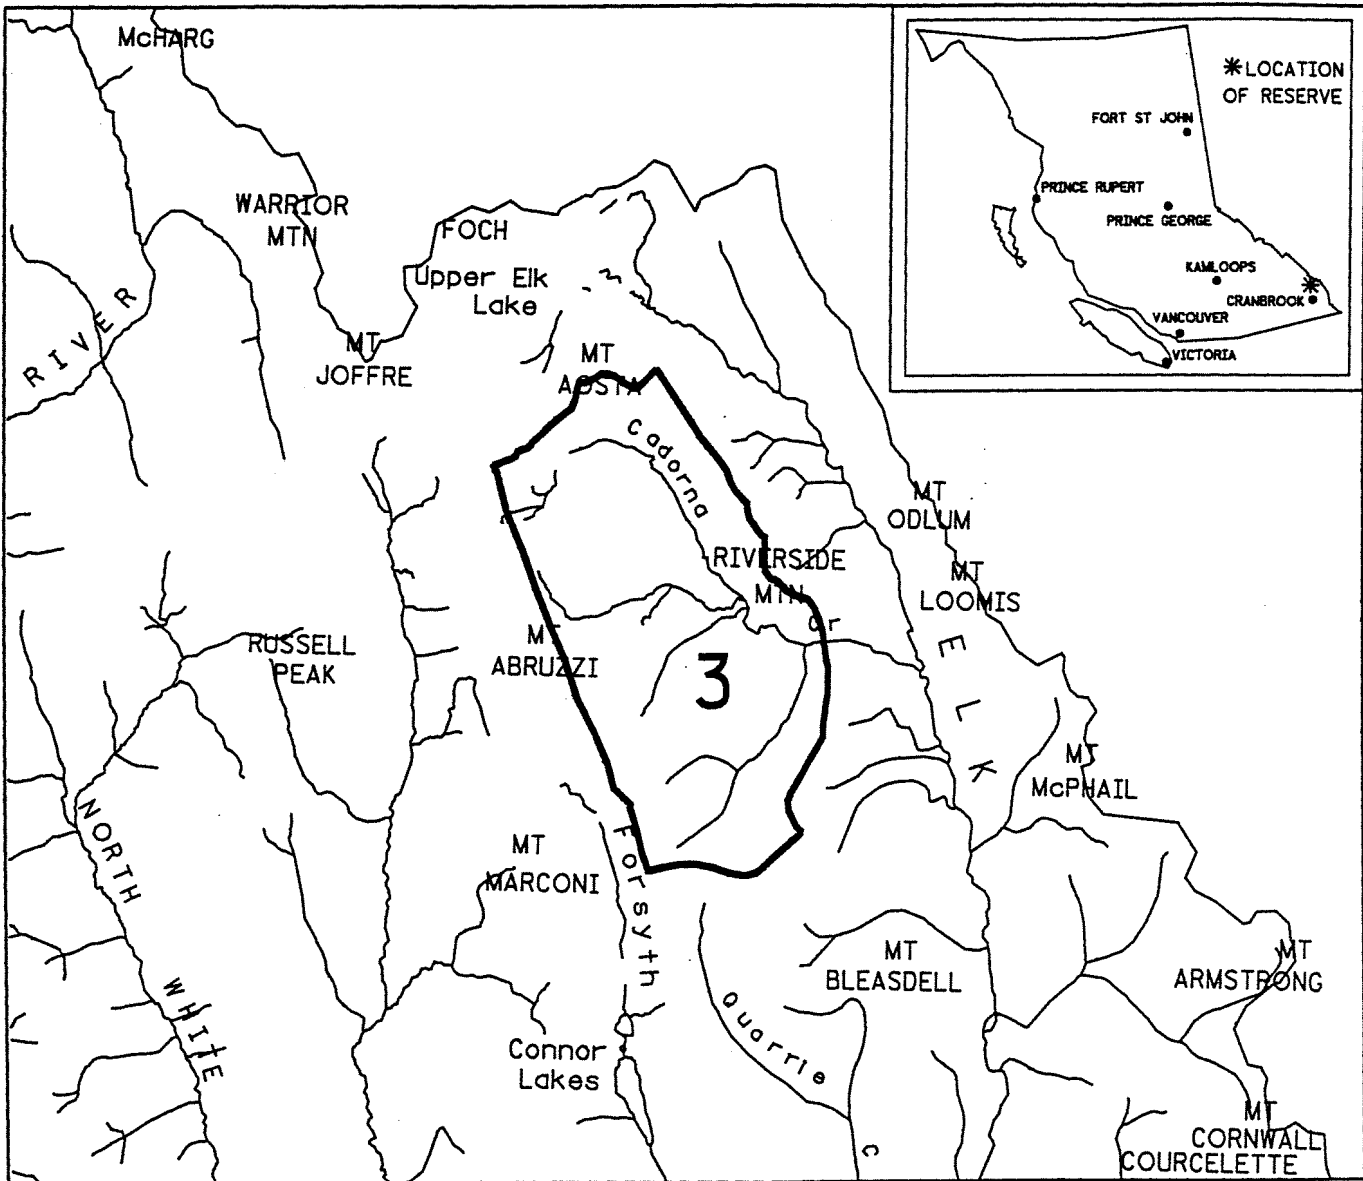 McHARG
WARRIOR
MTN
RIVER
FOCH
Upper Elk
Lake
MT
JOFFRE
MT
AOSTA
Cadorna
Cr
✱LOCATION
OF RESERVE
FORT ST JOHN
PRINCE RUPERT
PRINCE GEORGE
KAMLOOPS
CRANBROOK
VANCOUVER
VICTORIA
MT
ODLUM
RIVERSIDE
MTN
MT
LOOMIS
RUSSELL
PEAK
MT
ABRUZZI
3
ELK
MT
McPHAIL
NORTH
WHITE
MT
MARCONI
Forsyth
MT
BLEASDELL
MT
ARMSTRONG
Quarrie
C
Connor
Lakes
MT
CORNWALL
COURCELETTE